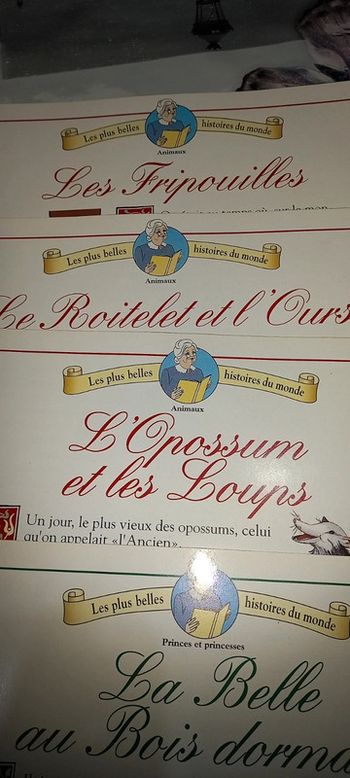 Les plus belles histoires du monde
Animaux
Les Fripouilles
Les plus belles histoires du monde
Animaux
Le Roitelet et l'Ours
Les plus belles histoires du monde
Animaux
L'Opossum
et les Loups
Un jour, le plus vieux des opossums, celui
qu'on appelait «l'Ancien»,
Les plus belles histoires du monde
Princes et princesses
La Belle
au Bois dorma